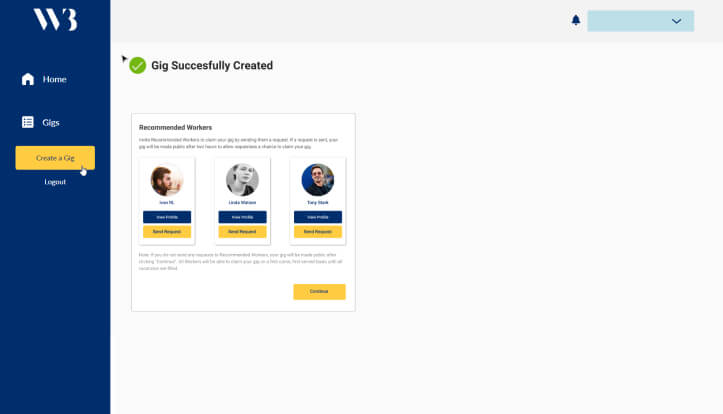 WB
Home
Gigs
Create a Gig
Logout
Gig Succesfully Created
Recommended Workers
Invite Recommended Workers to claim your gig by sending them a request. If a request is sent, your
gig will be made public after two hours to allow requestees a chance to claim your gig.
Ivan NL
Linda Watson
Tony Stark
View Profile
View Profile
View Profile
Send Request
Send Request
Send Request
Note: If you do not send any requests to Recommended Workers, your gig will be made public after
clicking "Continue". All Workers will be able to claim your gig on a first-come, first-served basis until all
vacancies are filled.
Continue